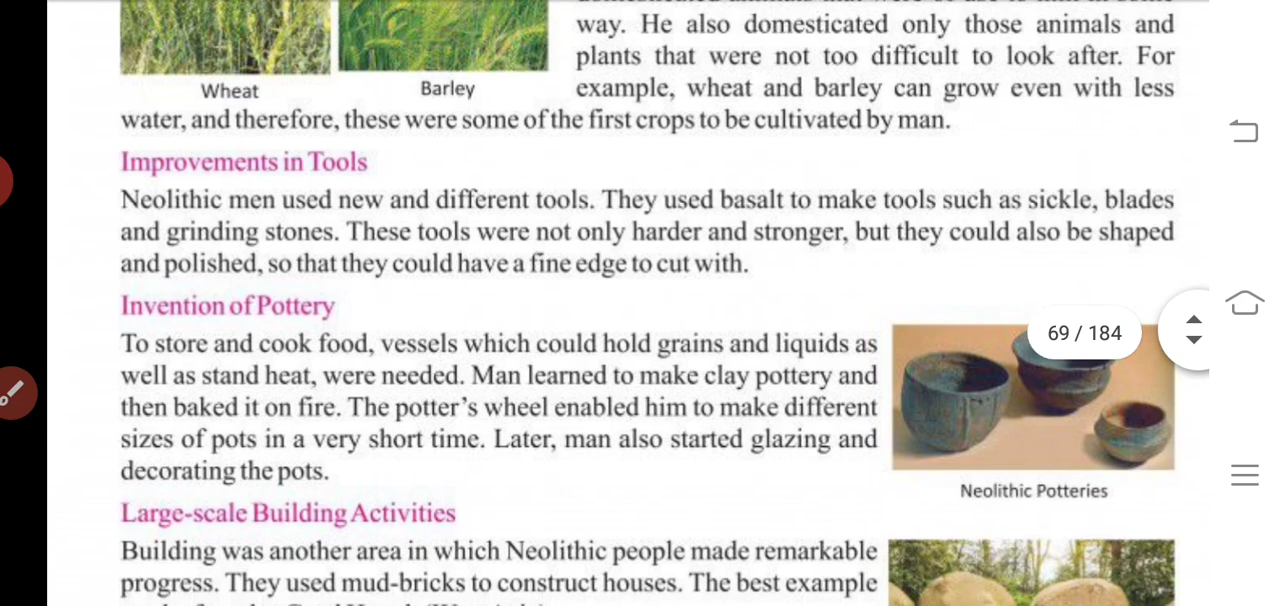 way. He also domesticated only those animals and
plants that were not too difficult to look after. For
Wheat
Barley
example, wheat and barley can grow even with less
water, and therefore, these were some of the first crops to be cultivated by man.
Improvements in Tools
Neolithic men used new and different tools. They used basalt to make tools such as sickle, blades
and grinding stones. These tools were not only harder and stronger, but they could also be shaped
and polished, so that they could have a fine edge to cut with.
Invention of Pottery
To store and cook food, vessels which could hold grains and liquids as
well as stand heat, were needed. Man learned to make clay pottery and
then baked it on fire. The potter's wheel enabled him to make different
sizes of pots in a very short time. Later, man also started glazing and
decorating the pots.
69 / 184
Neolithic Potteries
Large-scale Building Activities
Building was another area in which Neolithic people made remarkable
progress. They used mud-bricks to construct houses. The best example